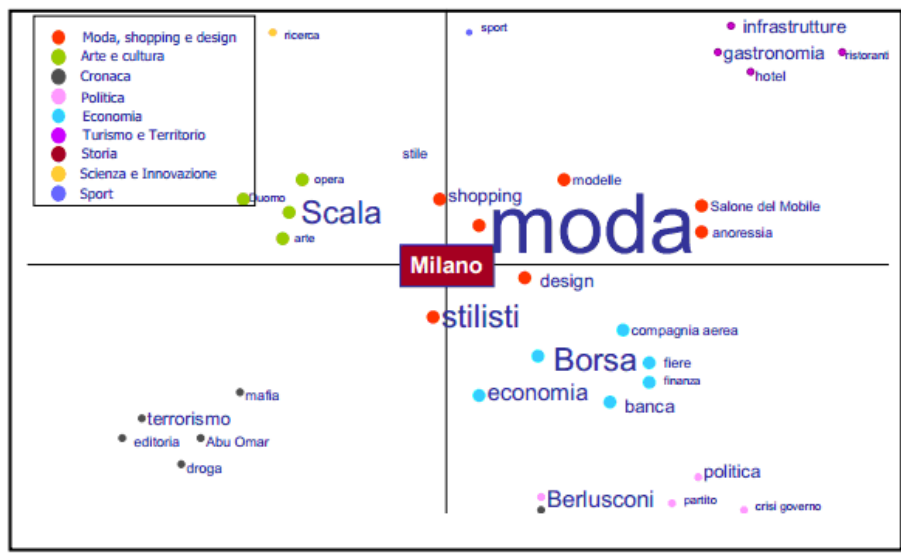 Moda, shopping e design
Arte e cultura
Cronaca
Politica
Economia
Turismo e Territorio
Storia
Scienza e Innovazione
Sport
ricerca
sport
infrastrutture
gastronomia
ristoranti
hotel
stile
opera
Duomo
Scala
arte
shopping
modelle
moda
Salone del Mobile
anoressia
Milano
design
stilisti
compagnia aerea
Borsa
fiere
finanza
economia
banca
mafia
terrorismo
editoria
Abu Omar
droga
politica
Berlusconi
partito
crisi governo